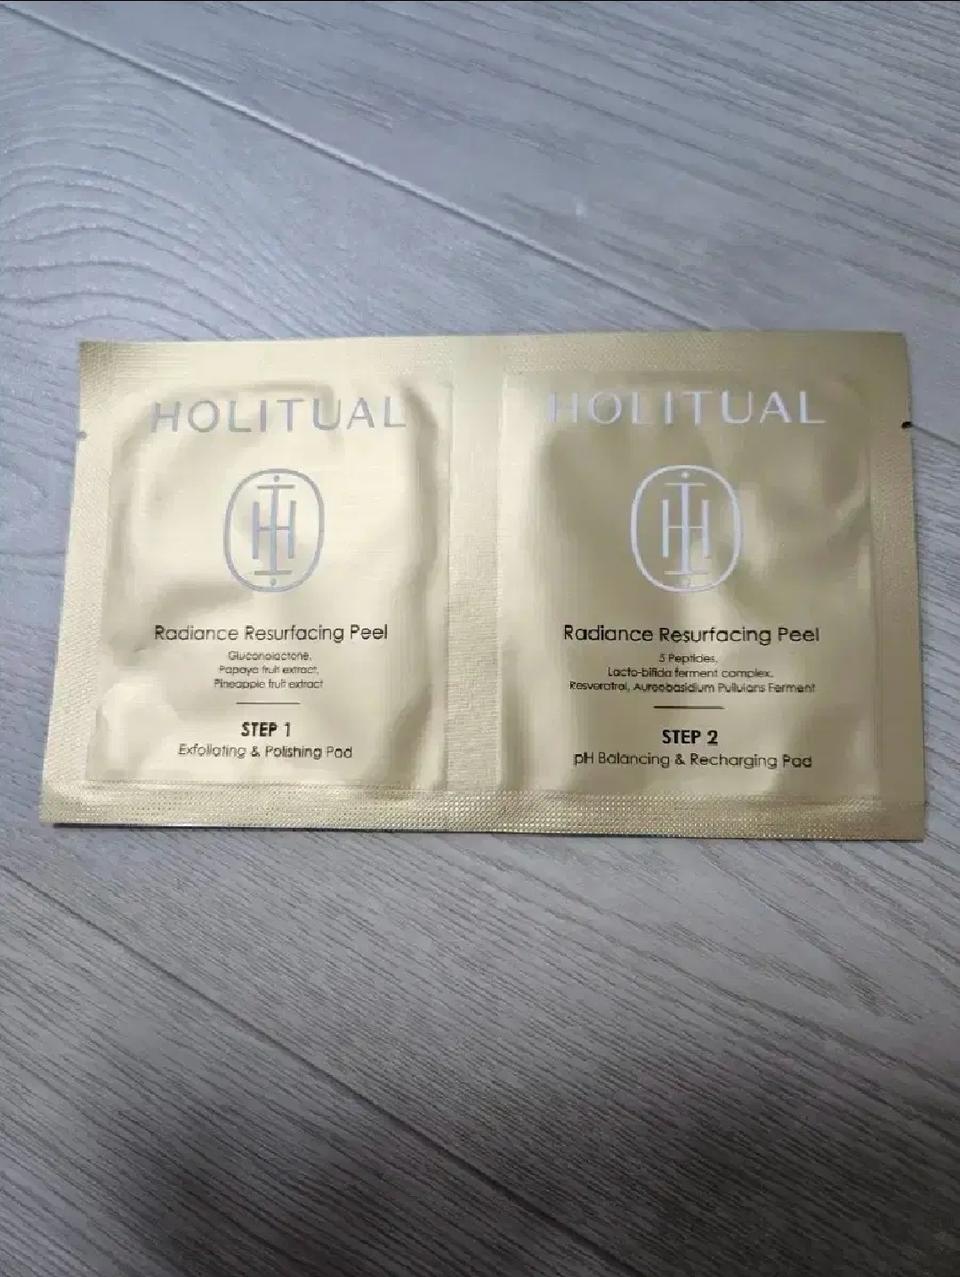 HOLITUAL
Radiance Resurfacing Peel
Gluconolactone,
Papaya fruit extract,
Pineapple fruit extract
STEP 1
Exfoliating & Polishing Pad
HOLITUAL
Radiance Resurfacing Peel
5 Peptides,
Lacto-bifida ferment complex,
Resveratrol, Aureobasidium Pullulans Ferment
STEP 2
pH Balancing & Recharging Pad